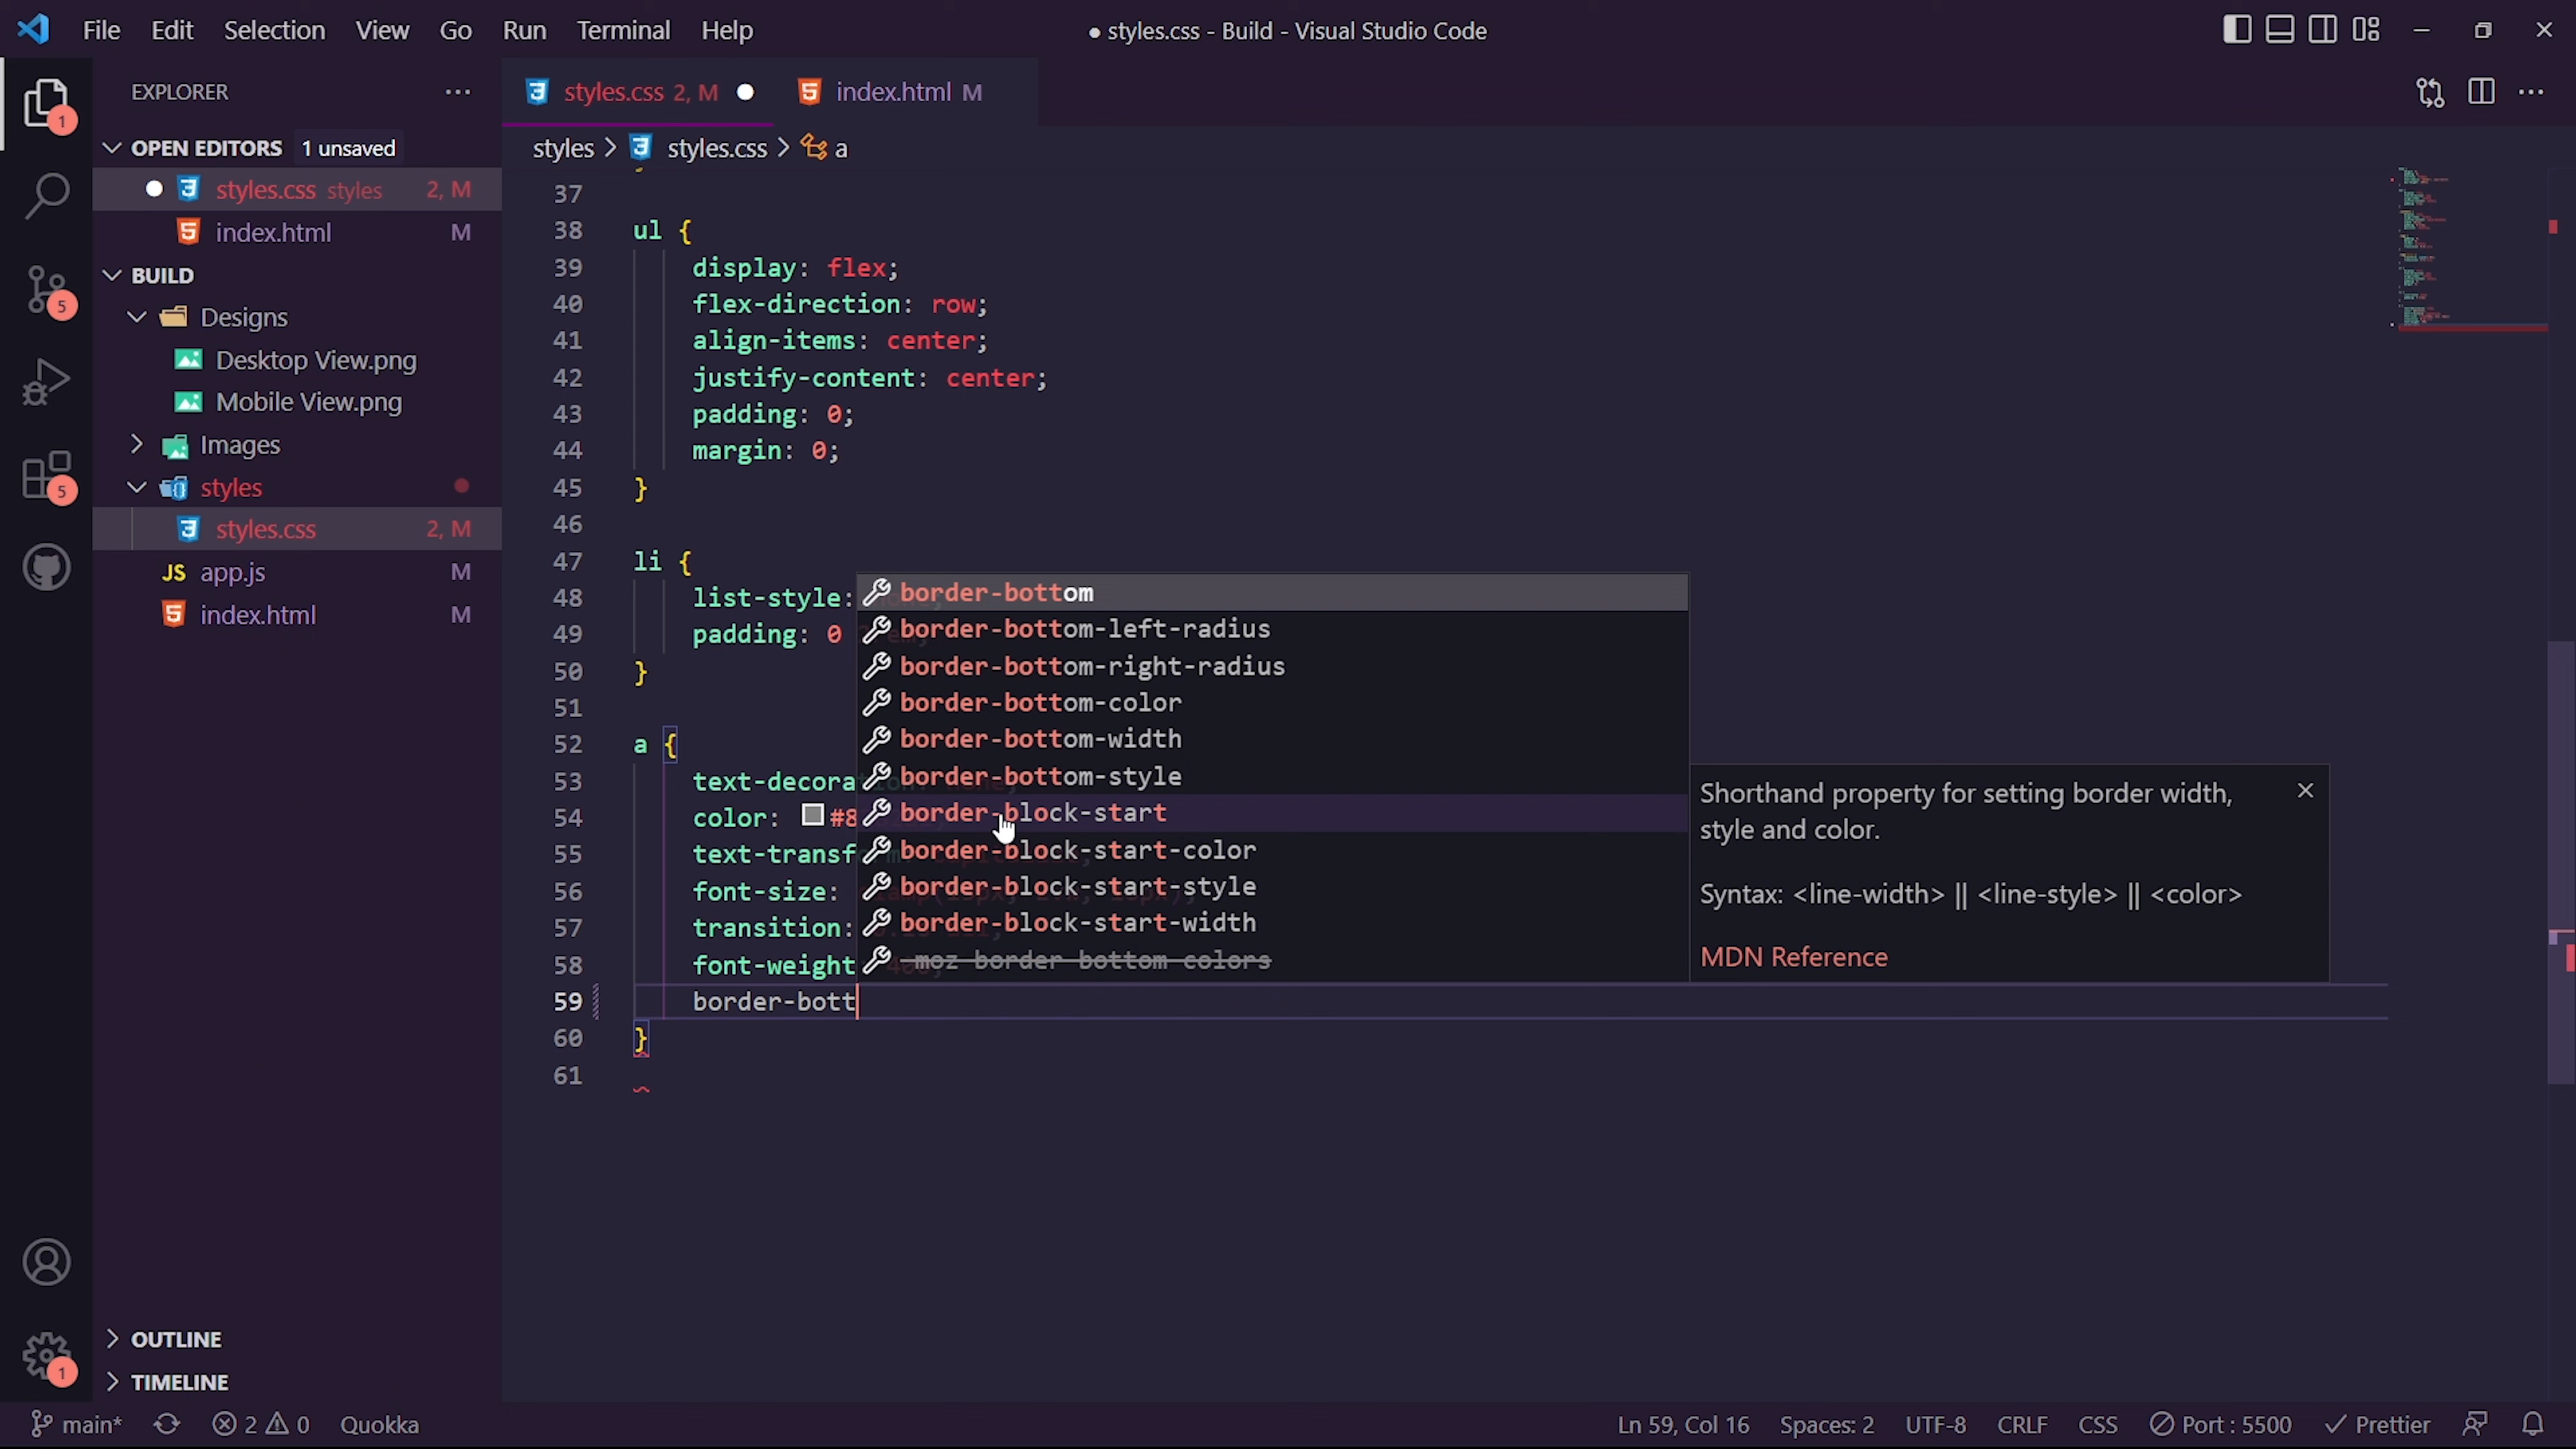 File Edit Selection View Go Run Terminal Help
● styles.css - Build - Visual Studio Code
EXPLORER
OPEN EDITORS 1 unsaved
styles.css styles 2, M
index.html M
BUILD
Designs
Desktop View.png
Mobile View.png
Images
styles
styles.css 2, M
app.js M
index.html M
OUTLINE
TIMELINE
1
5
5
1
styles.css 2, M
index.html M
styles > styles.css > a
37
38 ul {
39 display: flex;
40 flex-direction: row;
41 align-items: center;
42 justify-content: center;
43 padding: 0;
44 margin: 0;
45 }
46
47 li {
48 list-style:
49 padding: 0
50 }
51
52 a {
53 text-decora
54 color: #8
55 text-transf
56 font-size:
57 transition:
58 font-weight
59 border-bott
60 }
61
border-bottom
border-bottom-left-radius
border-bottom-right-radius
border-bottom-color
border-bottom-width
border-bottom-style
border-block-start
border-block-start-color
border-block-start-style
border-block-start-width
-moz-border-bottom-colors
Shorthand property for setting border width,
style and color.
Syntax: <line-width> || <line-style> || <color>
MDN Reference
main* 2 0 Quokka
Ln 59, Col 16 Spaces: 2 UTF-8 CRLF CSS Port : 5500 Prettier